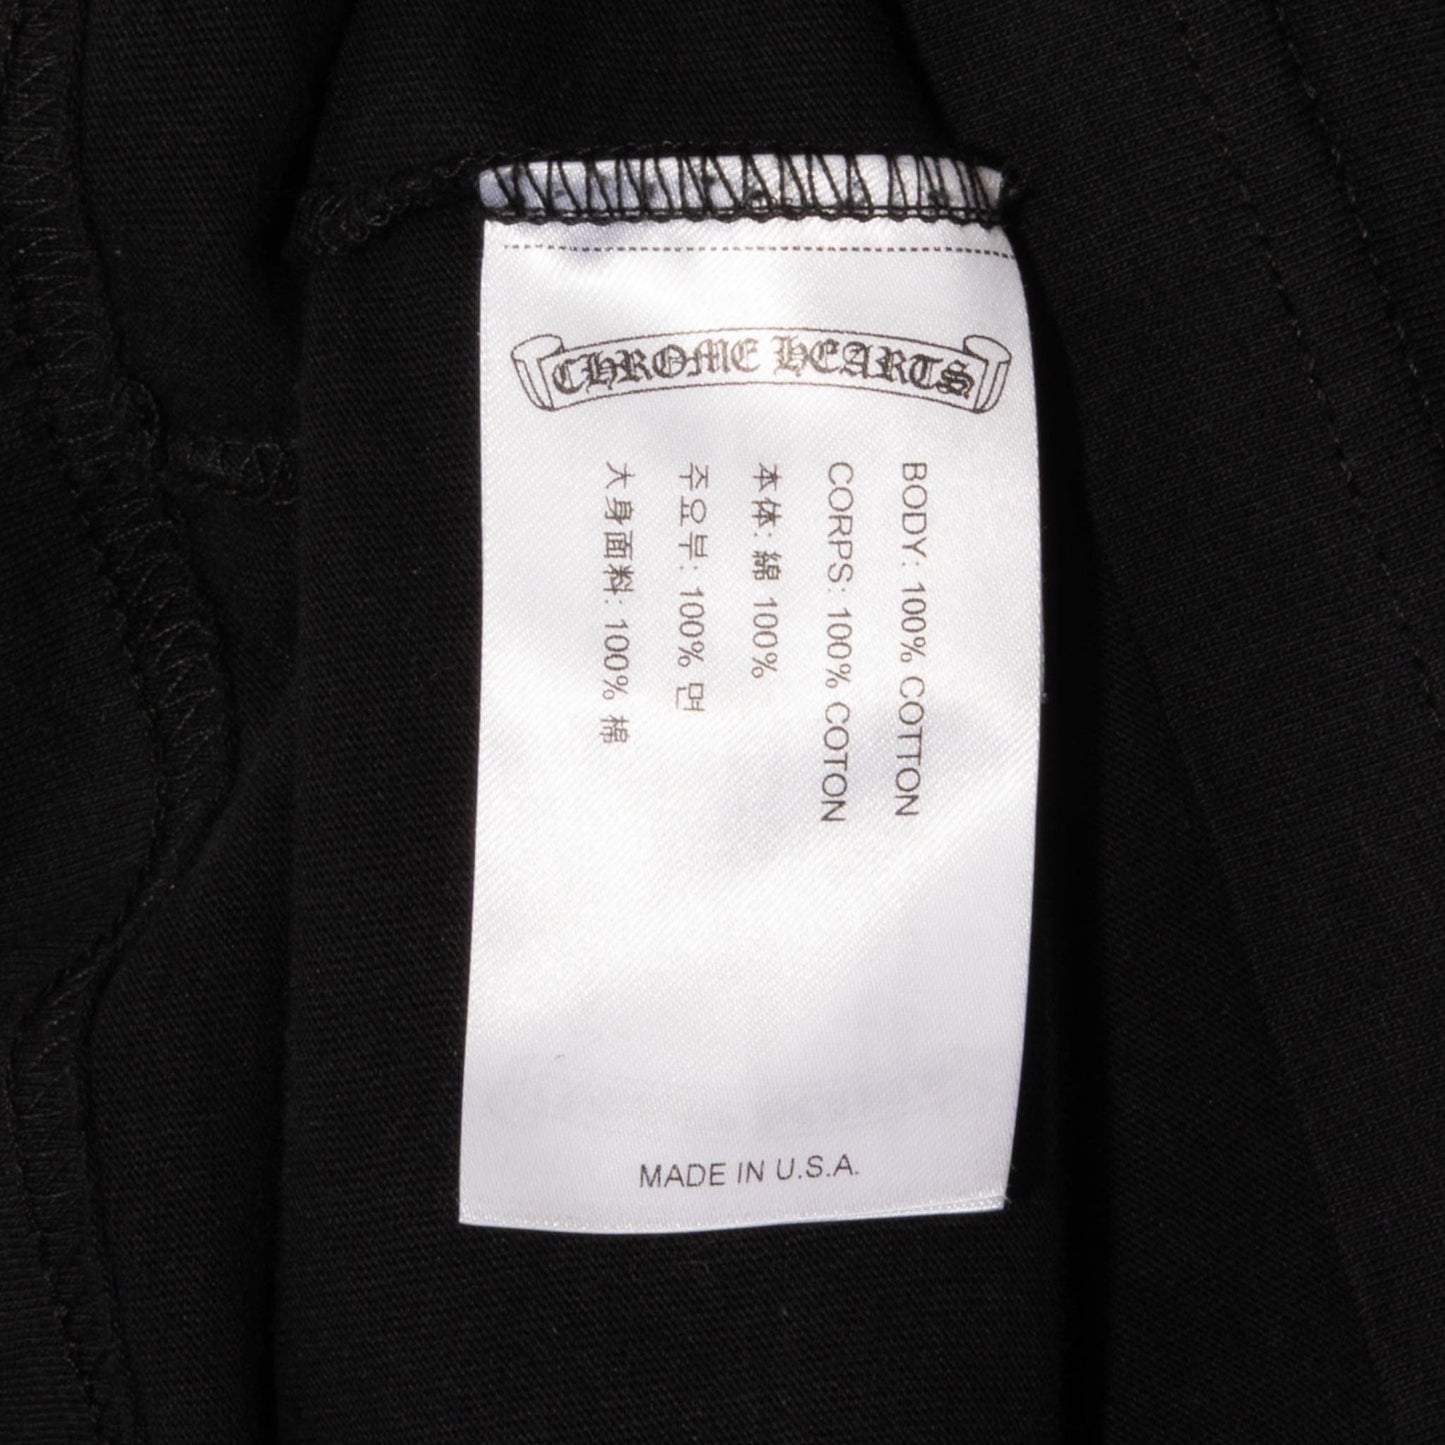 CHROME HEARTS
BODY: 100% COTTON
CORPS: 100% COTON
本体: 綿 100%
주요부: 100% 면
大身面料: 100% 棉
MADE IN U.S.A.